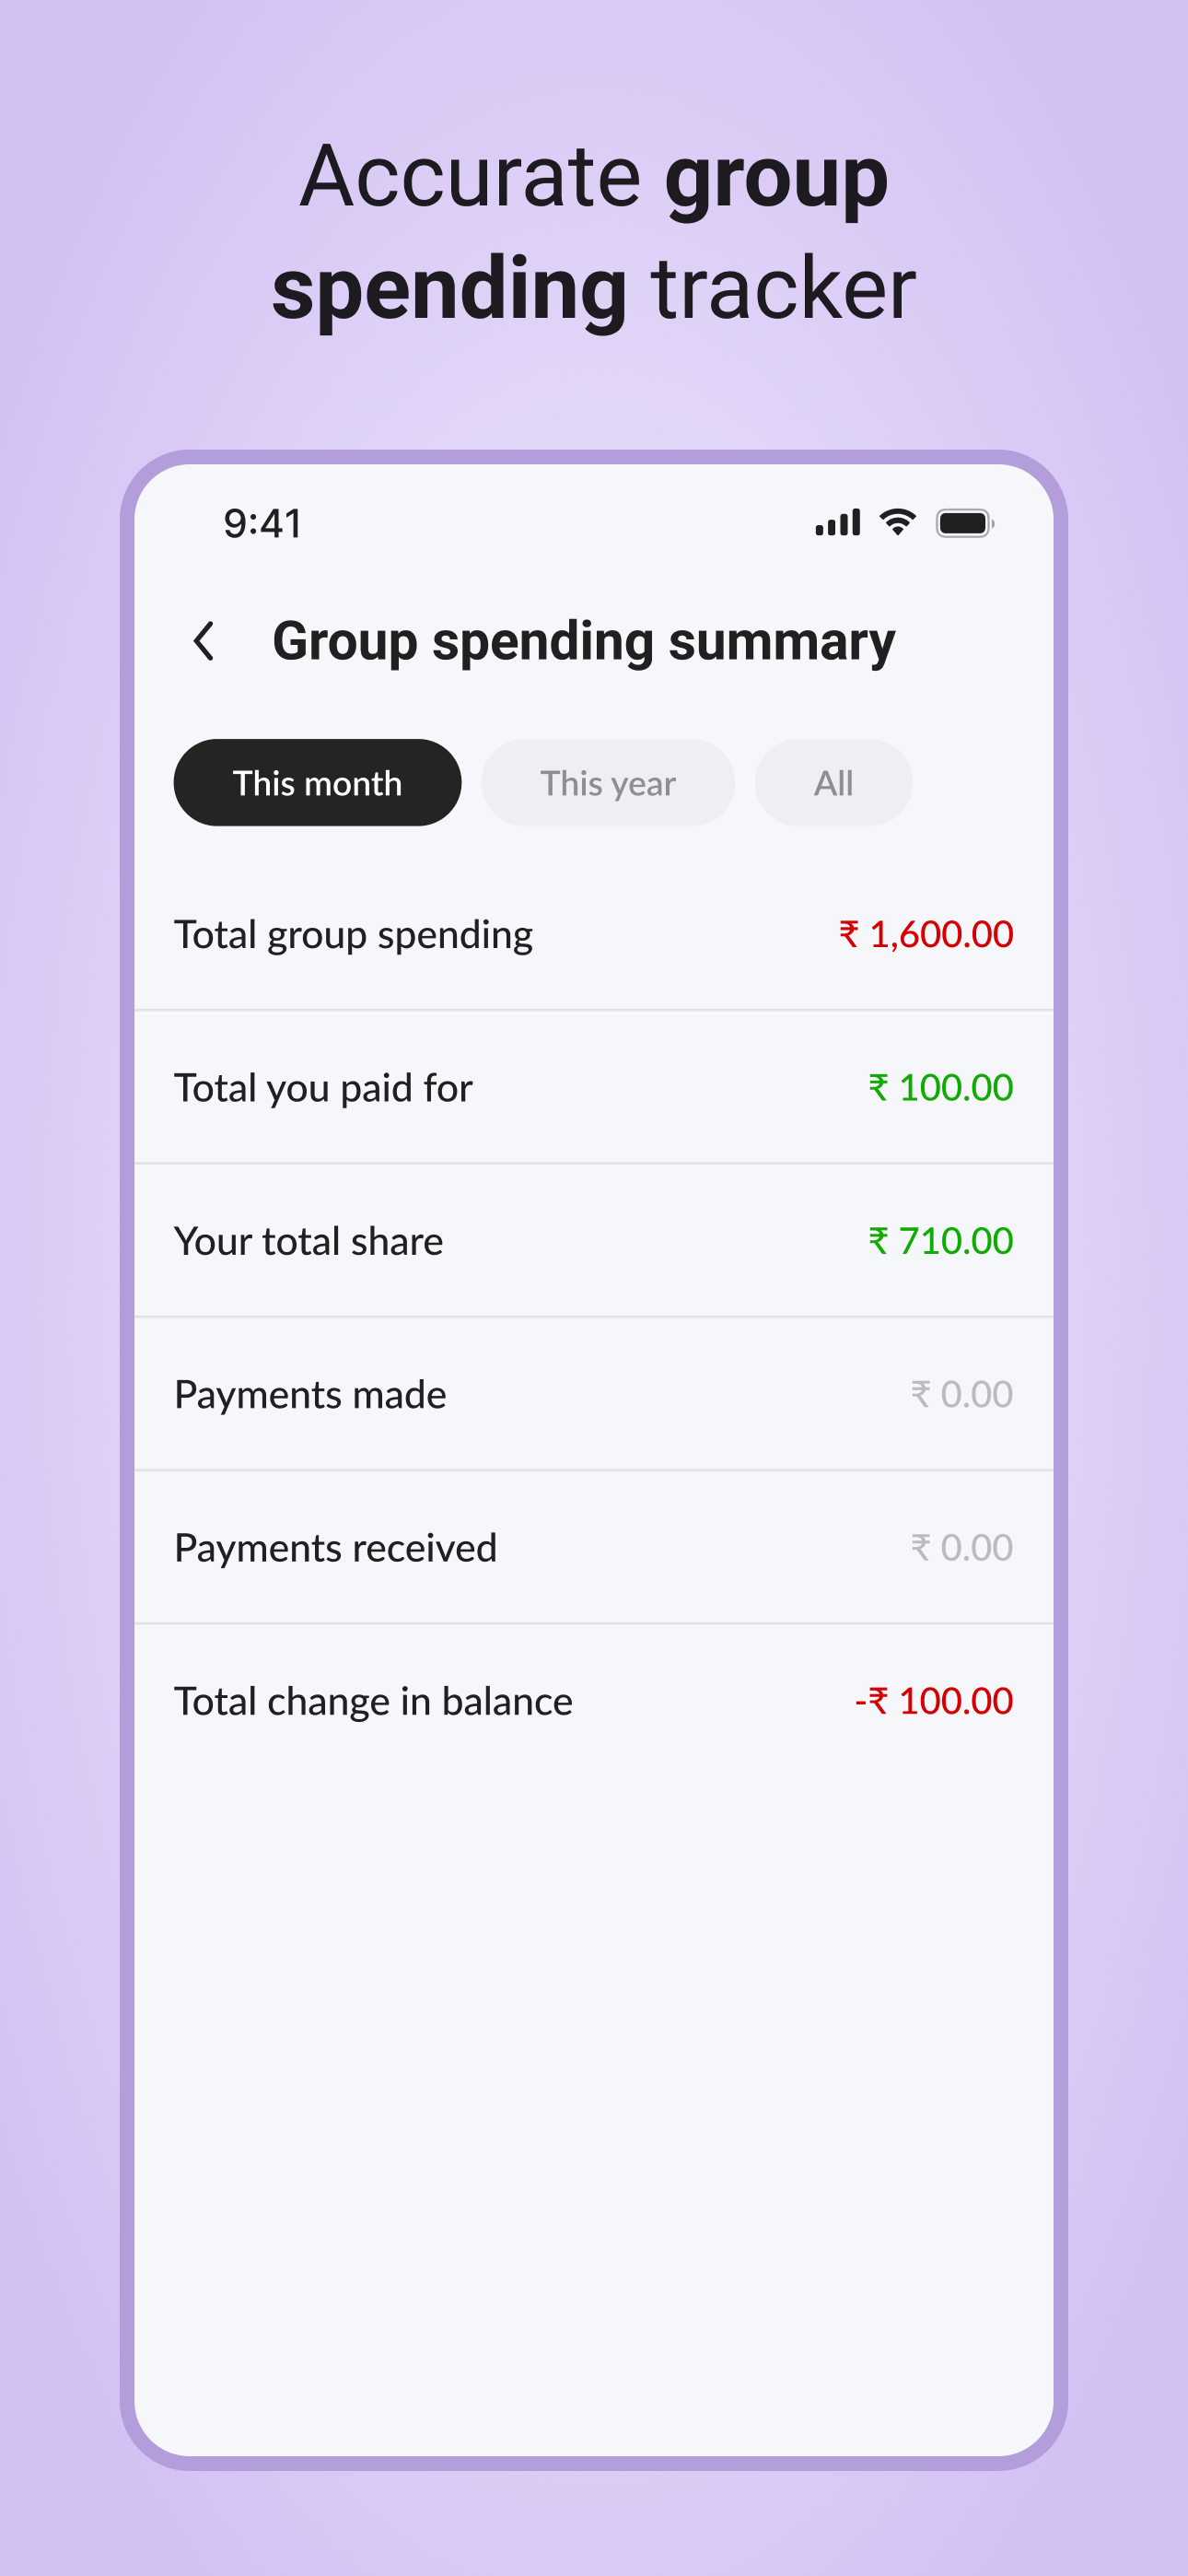 Accurate group
spending tracker
9:41
Group spending summary
This month This year All
Total group spending ₹ 1,600.00
Total you paid for ₹ 100.00
Your total share ₹ 710.00
Payments made ₹ 0.00
Payments received ₹ 0.00
Total change in balance -₹ 100.00